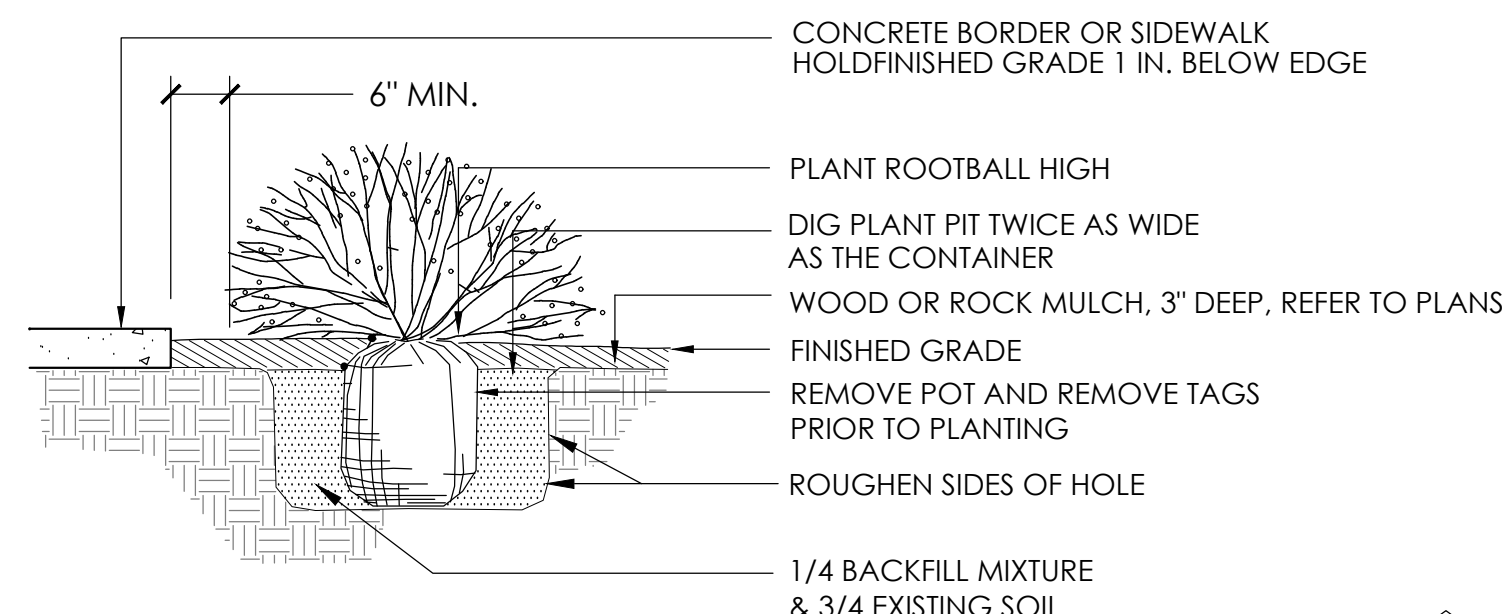 CONCRETE BORDER OR SIDEWALK
HOLDFINISHED GRADE 1 IN. BELOW EDGE
6" MIN.
PLANT ROOTBALL HIGH
DIG PLANT PIT TWICE AS WIDE
AS THE CONTAINER
WOOD OR ROCK MULCH, 3" DEEP, REFER TO PLANS
FINISHED GRADE
REMOVE POT AND REMOVE TAGS
PRIOR TO PLANTING
ROUGHEN SIDES OF HOLE
1/4 BACKFILL MIXTURE
& 3/4 EXISTING SOIL